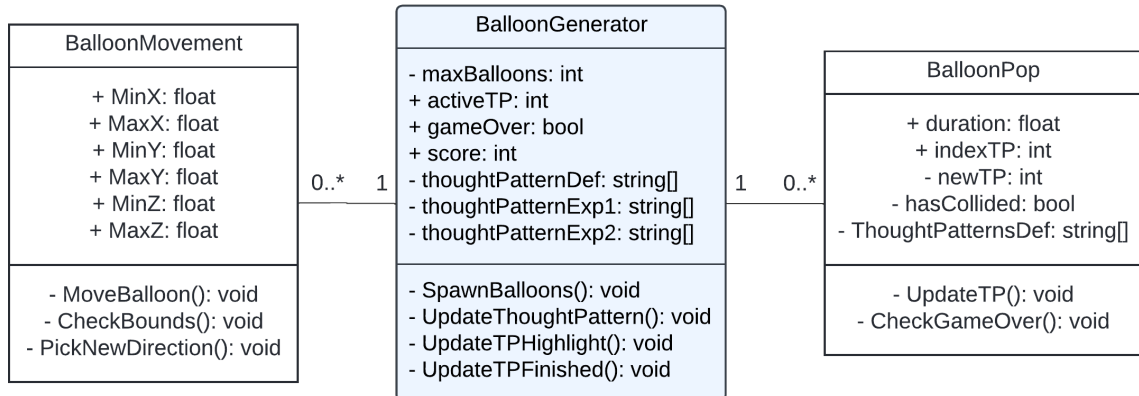 BalloonMovement
+ MinX: float
+ MaxX: float
+ MinY: float
+ MaxY: float
+ MinZ: float
+ MaxZ: float
- MoveBalloon(): void
- CheckBounds(): void
- PickNewDirection(): void
0..*
1
BalloonGenerator
- maxBalloons: int
+ activeTP: int
+ gameOver: bool
+ score: int
- thoughtPatternDef: string[]
- thoughtPatternExp1: string[]
- thoughtPatternExp2: string[]
- SpawnBalloons(): void
- UpdateThoughtPattern(): void
- UpdateTPHighlight(): void
- UpdateTPFinished(): void
1
0..*
BalloonPop
+ duration: float
+ indexTP: int
- newTP: int
- hasCollided: bool
- ThoughtPatternsDef: string[]
- UpdateTP(): void
- CheckGameOver(): void